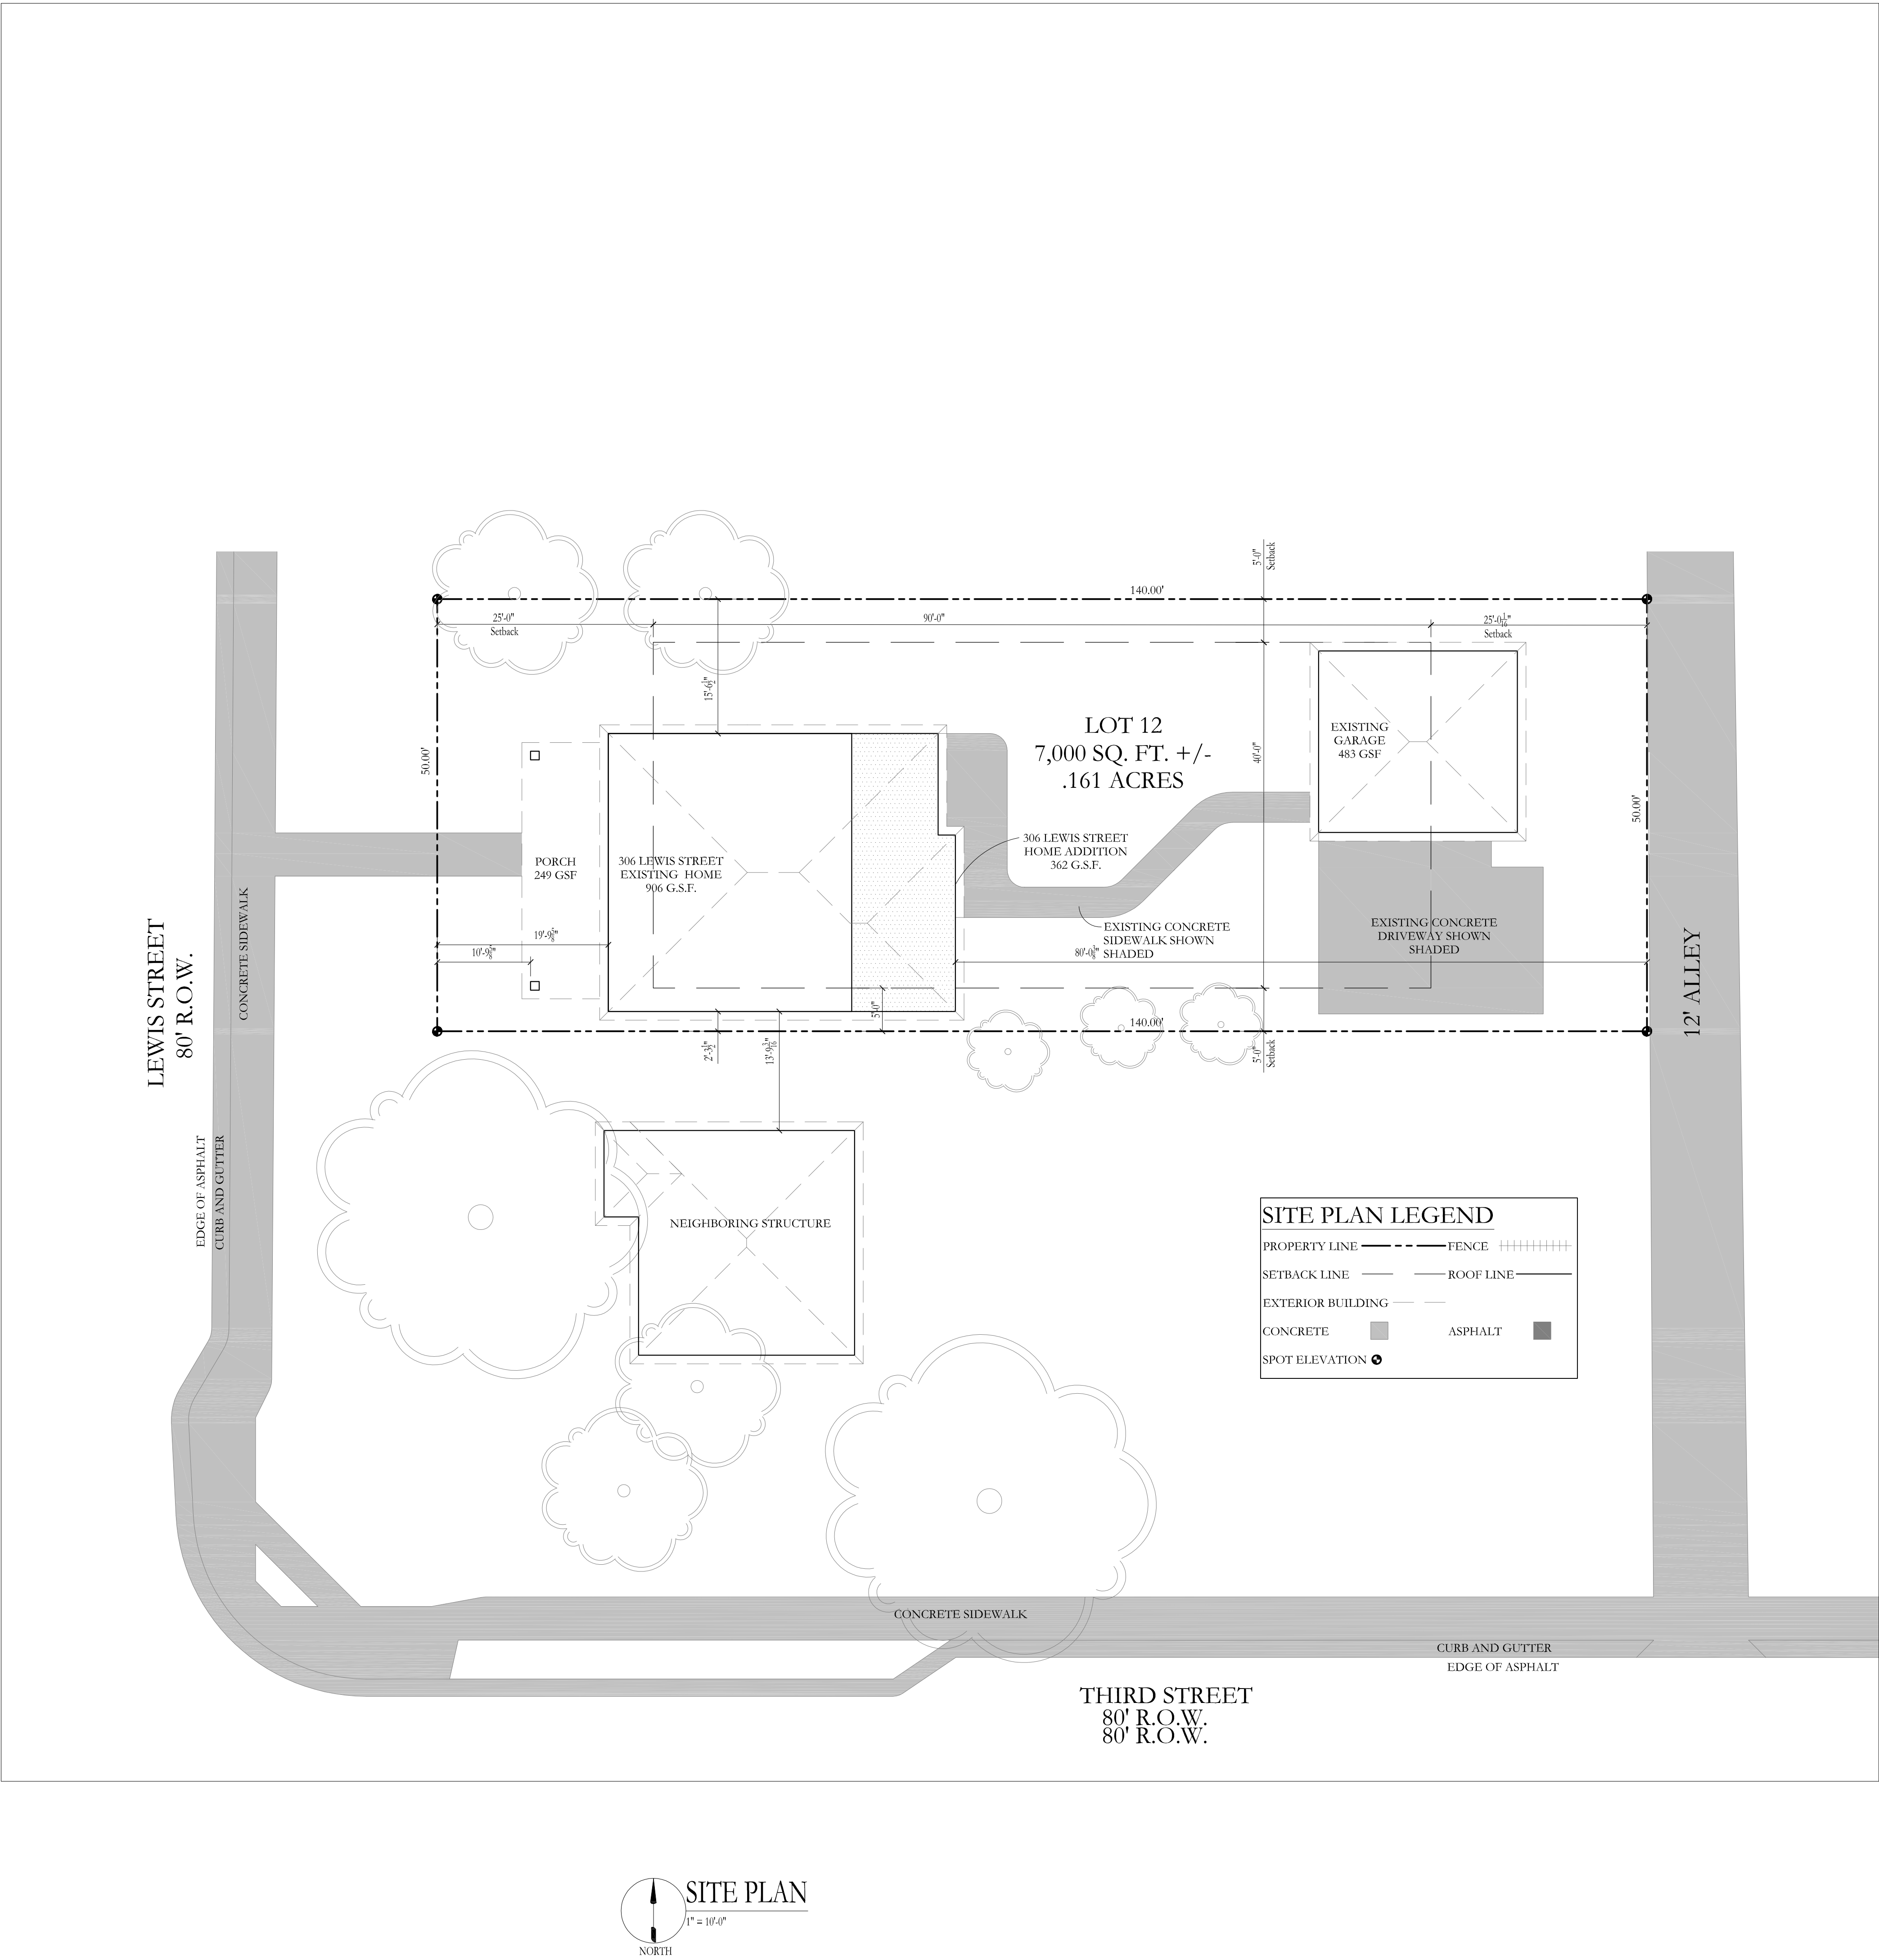 5'-0"
Setback
140.00'
25'-0"
Setback
90'-0"
25'-0 1/16"
Setback
15'-6 1/2"
LOT 12
7,000 SQ. FT. +/-
.161 ACRES
EXISTING
GARAGE
483 GSF
50.00'
40'-0"
50.00'
306 LEWIS STREET
HOME ADDITION
362 G.S.F.
PORCH
249 GSF
306 LEWIS STREET
EXISTING HOME
906 G.S.F.
EXISTING CONCRETE
SIDEWALK SHOWN
SHADED
EXISTING CONCRETE
DRIVEWAY SHOWN
SHADED
19'-9 5/8"
10'-9 5/8"
80'-0 3/8"
LEWIS STREET
80' R.O.W.
CONCRETE SIDEWALK
12' ALLEY
5'-0"
140.00'
2'-3 1/2"
13'-9 3/16"
5'-0"
Setback
EDGE OF ASPHALT
CURB AND GUTTER
NEIGHBORING STRUCTURE
SITE PLAN LEGEND
PROPERTY LINE
FENCE
SETBACK LINE
ROOF LINE
EXTERIOR BUILDING
CONCRETE
ASPHALT
SPOT ELEVATION
CONCRETE SIDEWALK
CURB AND GUTTER
EDGE OF ASPHALT
THIRD STREET
80' R.O.W.
80' R.O.W.
SITE PLAN
1" = 10'-0"
NORTH